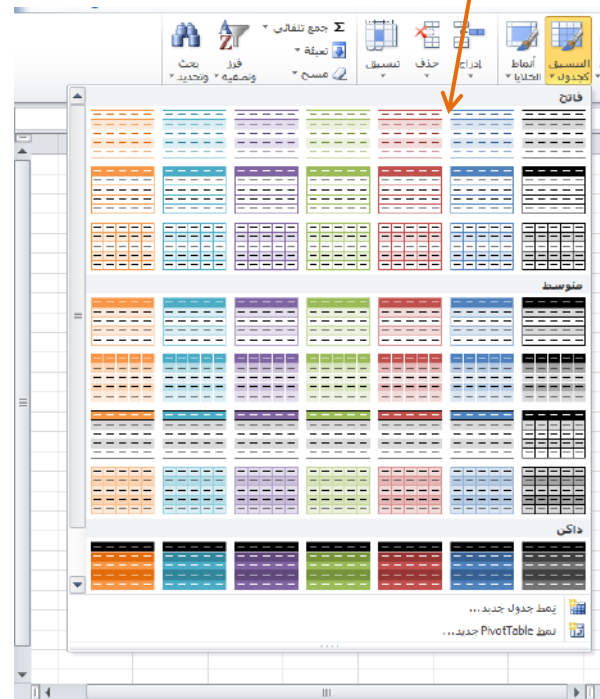 Σ جمع تلقائي
تعبئة
مسح
فرز
وتصفية
بحث
وتحديد
التنسيق
كجدول
أنماط
الخلايا
إدراج
حذف
تنسيق
فاتح
متوسط
داكن
نمط جدول جديد...
نمط PivotTable جديد...